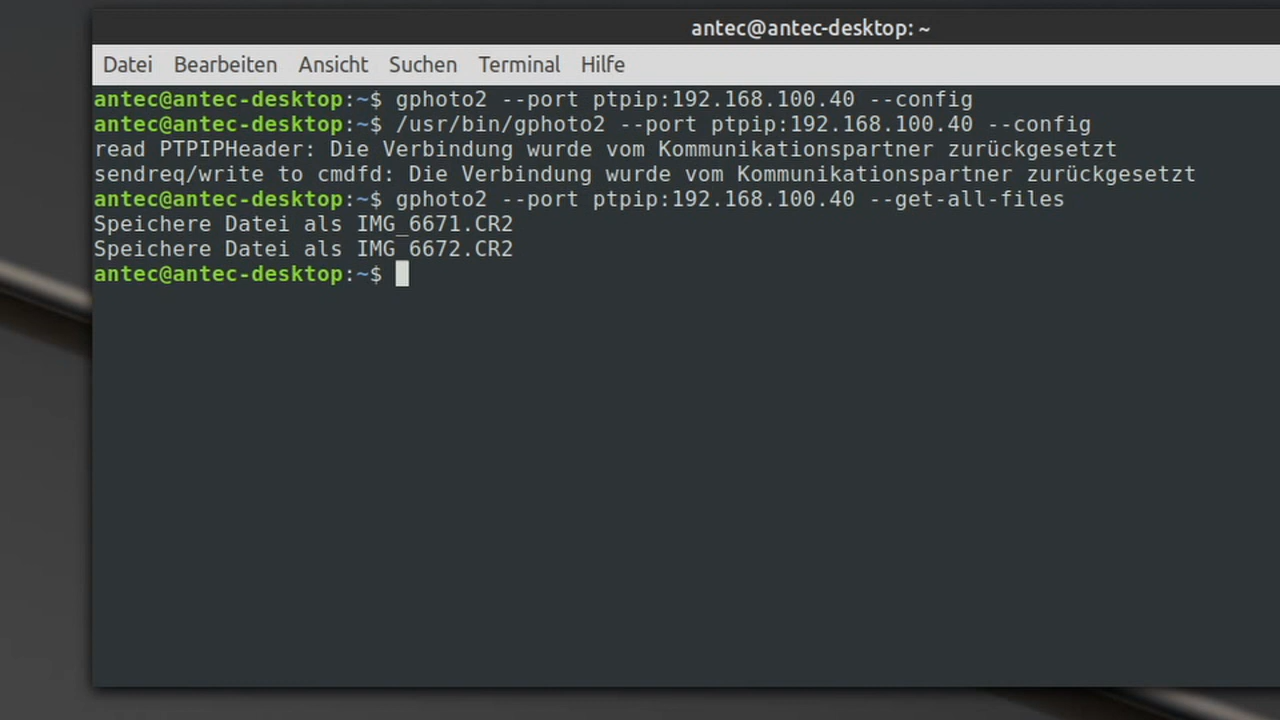 antec@antec-desktop: ~
Datei Bearbeiten Ansicht Suchen Terminal Hilfe
antec@antec-desktop:~$ gphoto2 --port ptpip:192.168.100.40 --config
antec@antec-desktop:~$ /usr/bin/gphoto2 --port ptpip:192.168.100.40 --config
read PTPIPHeader: Die Verbindung wurde vom Kommunikationspartner zurückgesetzt
sendreq/write to cmdfd: Die Verbindung wurde vom Kommunikationspartner zurückgesetzt
antec@antec-desktop:~$ gphoto2 --port ptpip:192.168.100.40 --get-all-files
Speichere Datei als IMG_6671.CR2
Speichere Datei als IMG_6672.CR2
antec@antec-desktop:~$